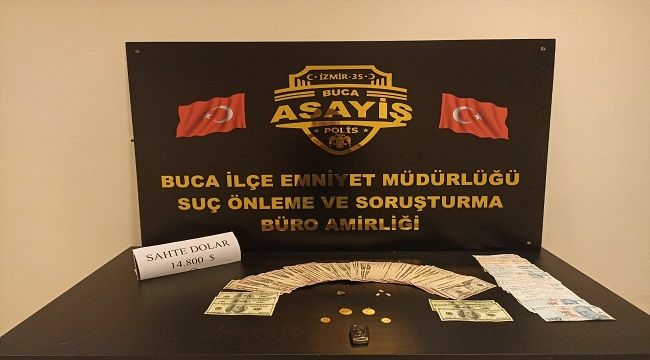 İZMİR-35
BUCA
ASAYİŞ
POLİS
BUCA İLÇE EMNİYET MÜDÜRLÜĞÜ
SUÇ ÖNLEME VE SORUŞTURMA
BÜRO AMİRLİĞİ
SAHTE DOLAR
14.800 $